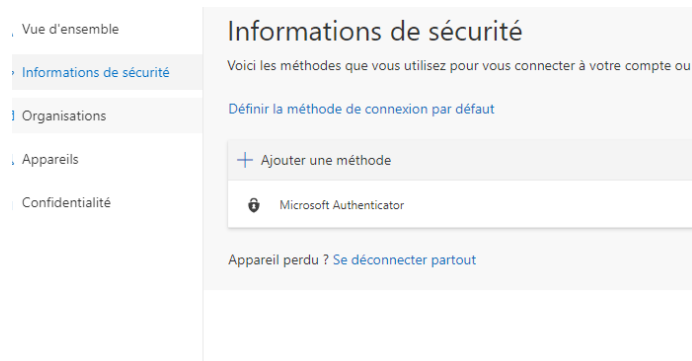 Vue d'ensemble
Informations de sécurité
Organisations
Appareils
Confidentialité
Informations de sécurité
Voici les méthodes que vous utilisez pour vous connecter à votre compte ou
Définir la méthode de connexion par défaut
Ajouter une méthode
Microsoft Authenticator
Appareil perdu ? Se déconnecter partout